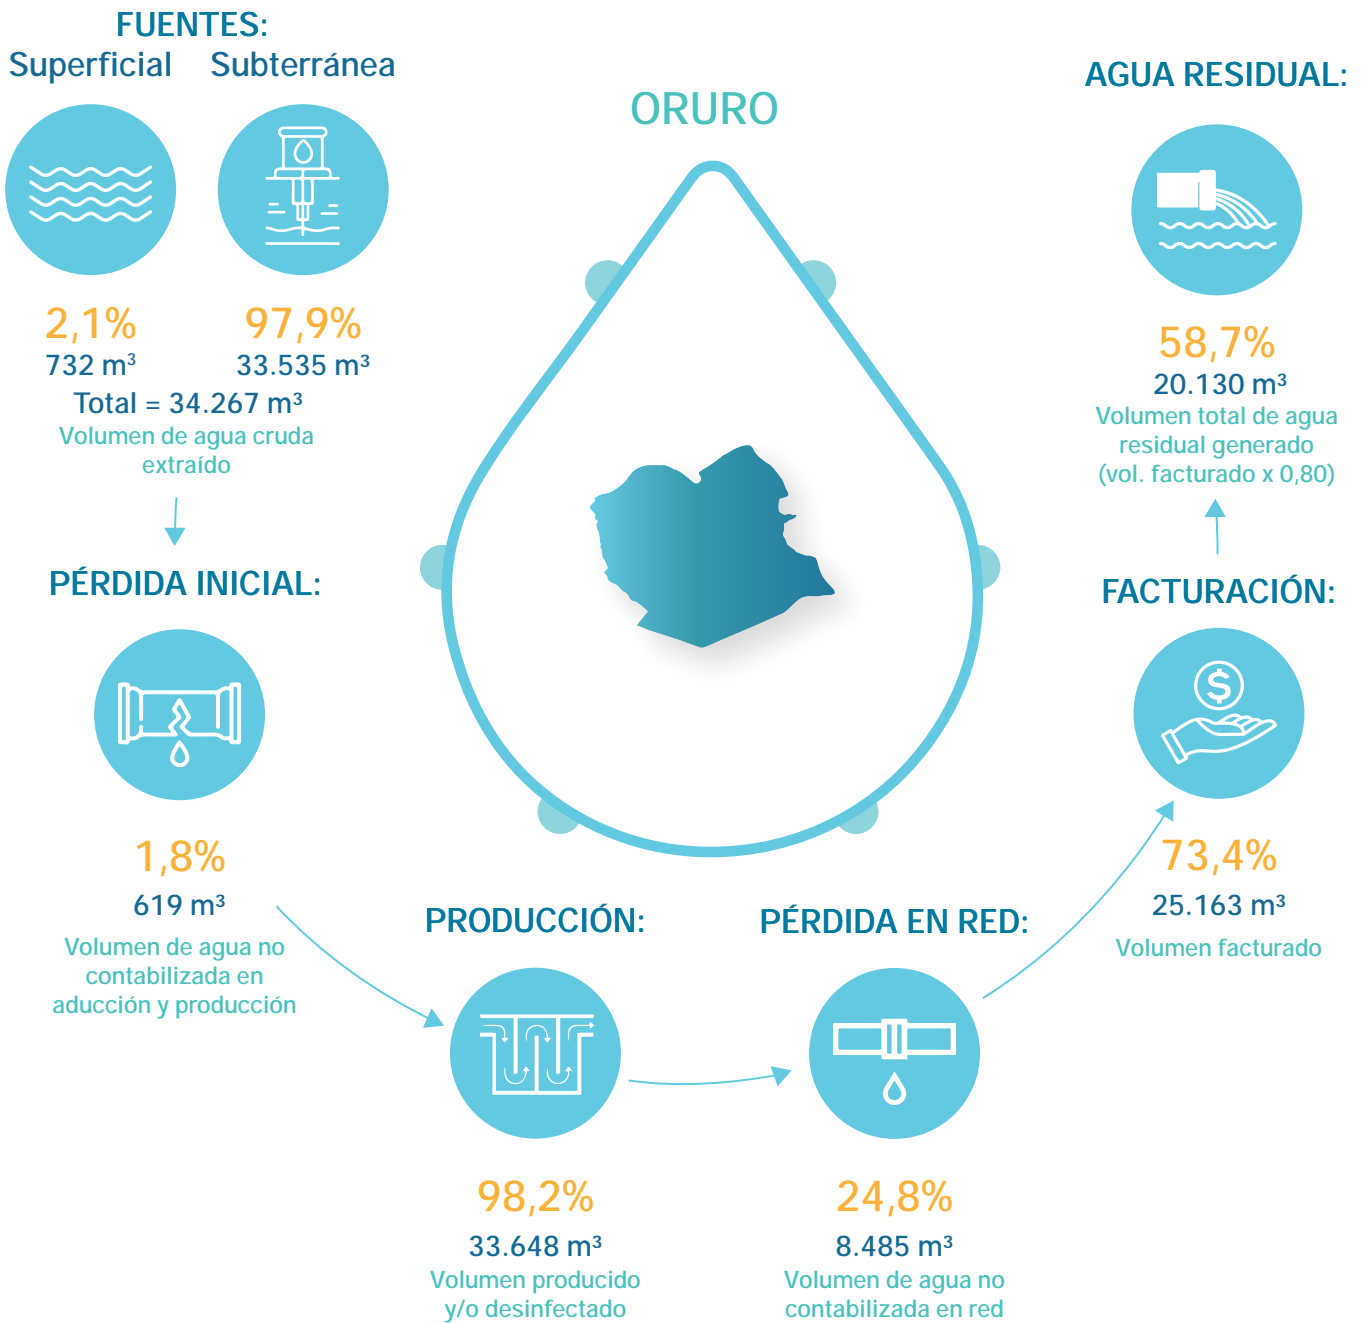 FUENTES:
Superficial
Subterránea
2,1%
732 m³
97,9%
33.535 m³
Total = 34.267 m³
Volumen de agua cruda
extraído
PÉRDIDA INICIAL:
1,8%
619 m³
Volumen de agua no
contabilizada en
aducción y producción
ORURO
PRODUCCIÓN:
98,2%
33.648 m³
Volumen producido
y/o desinfectado
PÉRDIDA EN RED:
24,8%
8.485 m³
Volumen de agua no
contabilizada en red
FACTURACIÓN:
$
73,4%
25.163 m³
Volumen facturado
AGUA RESIDUAL:
58,7%
20.130 m³
Volumen total de agua
residual generado
(vol. facturado x 0,80)